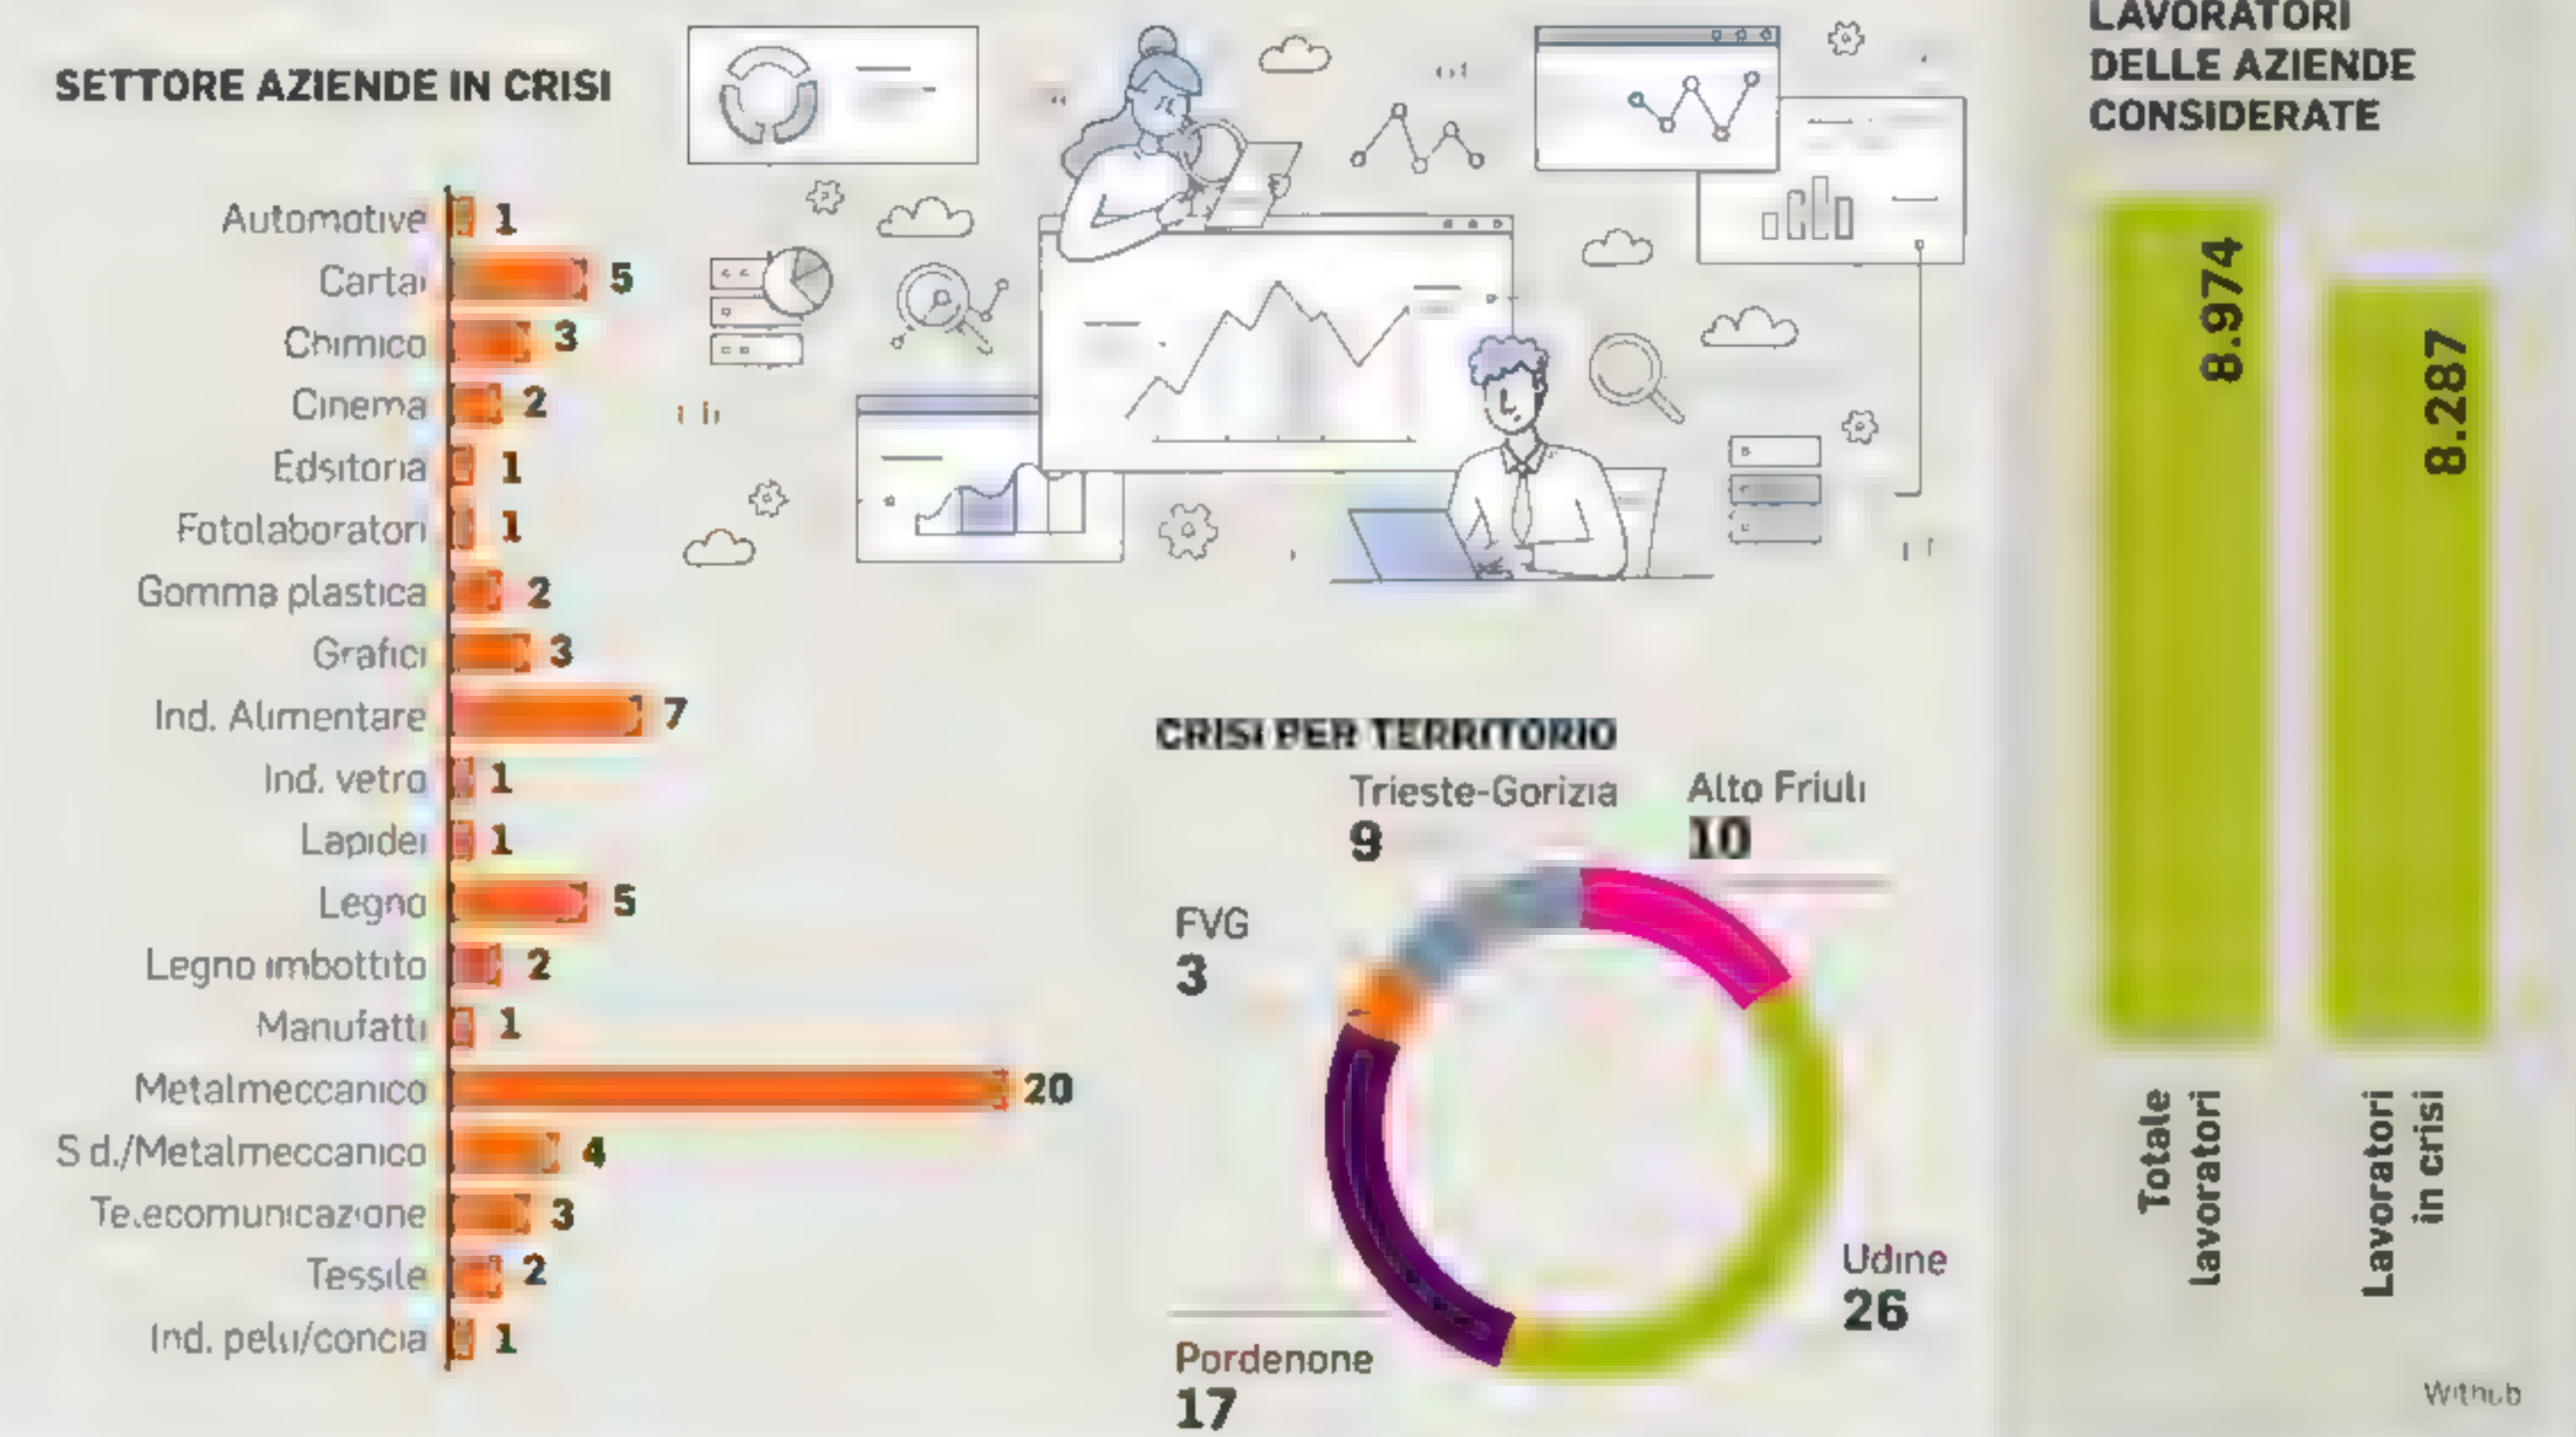 SETTORE AZIENDE IN CRISI
Automotive 1
Carta 5
Chimico 3
Cinema 2
Edsitoria 1
Fotolaboratori 1
Gomma plastica 2
Grafici 3
Ind. Alimentare 7
Ind. vetro 1
Lapidei 1
Legno 5
Legno imbottito 2
Manufatti 1
Metalmeccanico 20
S d./Metalmeccanico 4
Telecomunicazione 3
Tessile 2
Ind. pelli/concia 1
CRISI PER TERRITORIO
Trieste-Gorizia
9
Alto Friuli
10
FVG
3
Udine
26
Pordenone
17
LAVORATORI
DELLE AZIENDE
CONSIDERATE
8.974
8.287
Totale
lavoratori
Lavoratori
in crisi
Withub